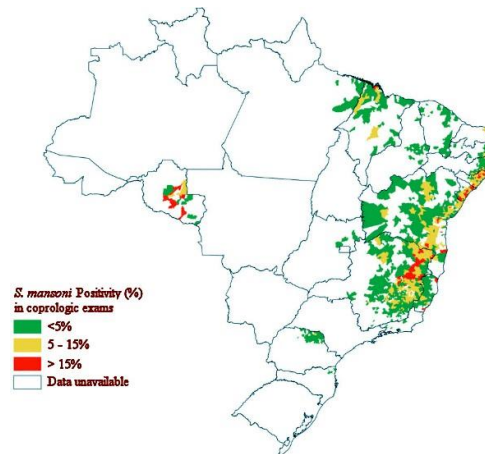 S. mansoni Positivity (%)
in coprologic exams
<5%
5 - 15%
> 15%
Data unavailable